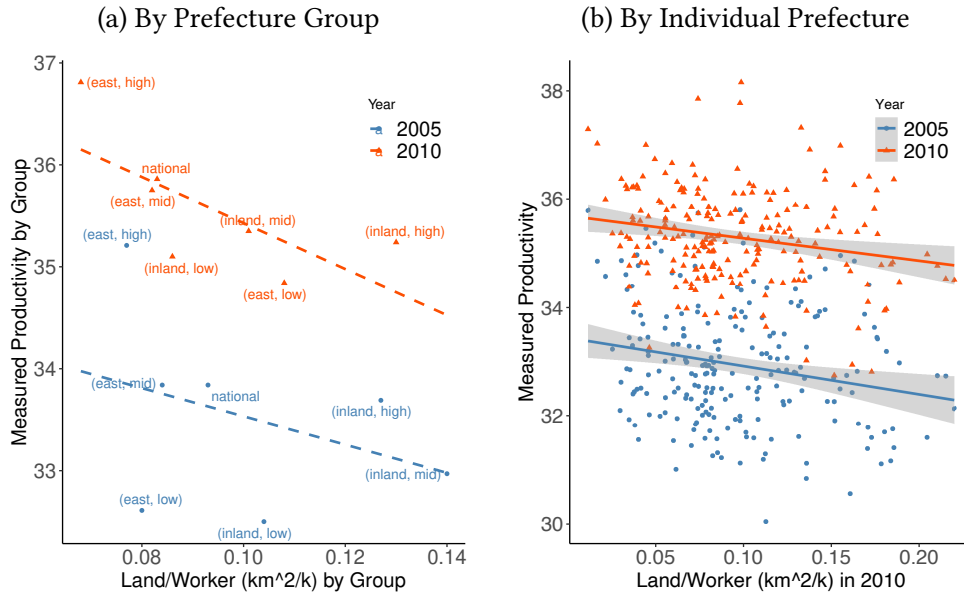 (a) By Prefecture Group
(b) By Individual Prefecture
37
36
35
34
33
Measured Productivity by Group
(east, high)
national
(east, mid)
(east, high)
(inland, mid)
(inland, high)
(inland, low)
(east, low)
(east, mid)
national
(inland, high)
(inland, mid)
(east, low)
(inland, low)
Year
a 2005
a 2010
0.08
0.10
0.12
0.14
Land/Worker (km^2/k) by Group
38
36
34
32
30
Measured Productivity
Year
2005
2010
0.05
0.10
0.15
0.20
Land/Worker (km^2/k) in 2010